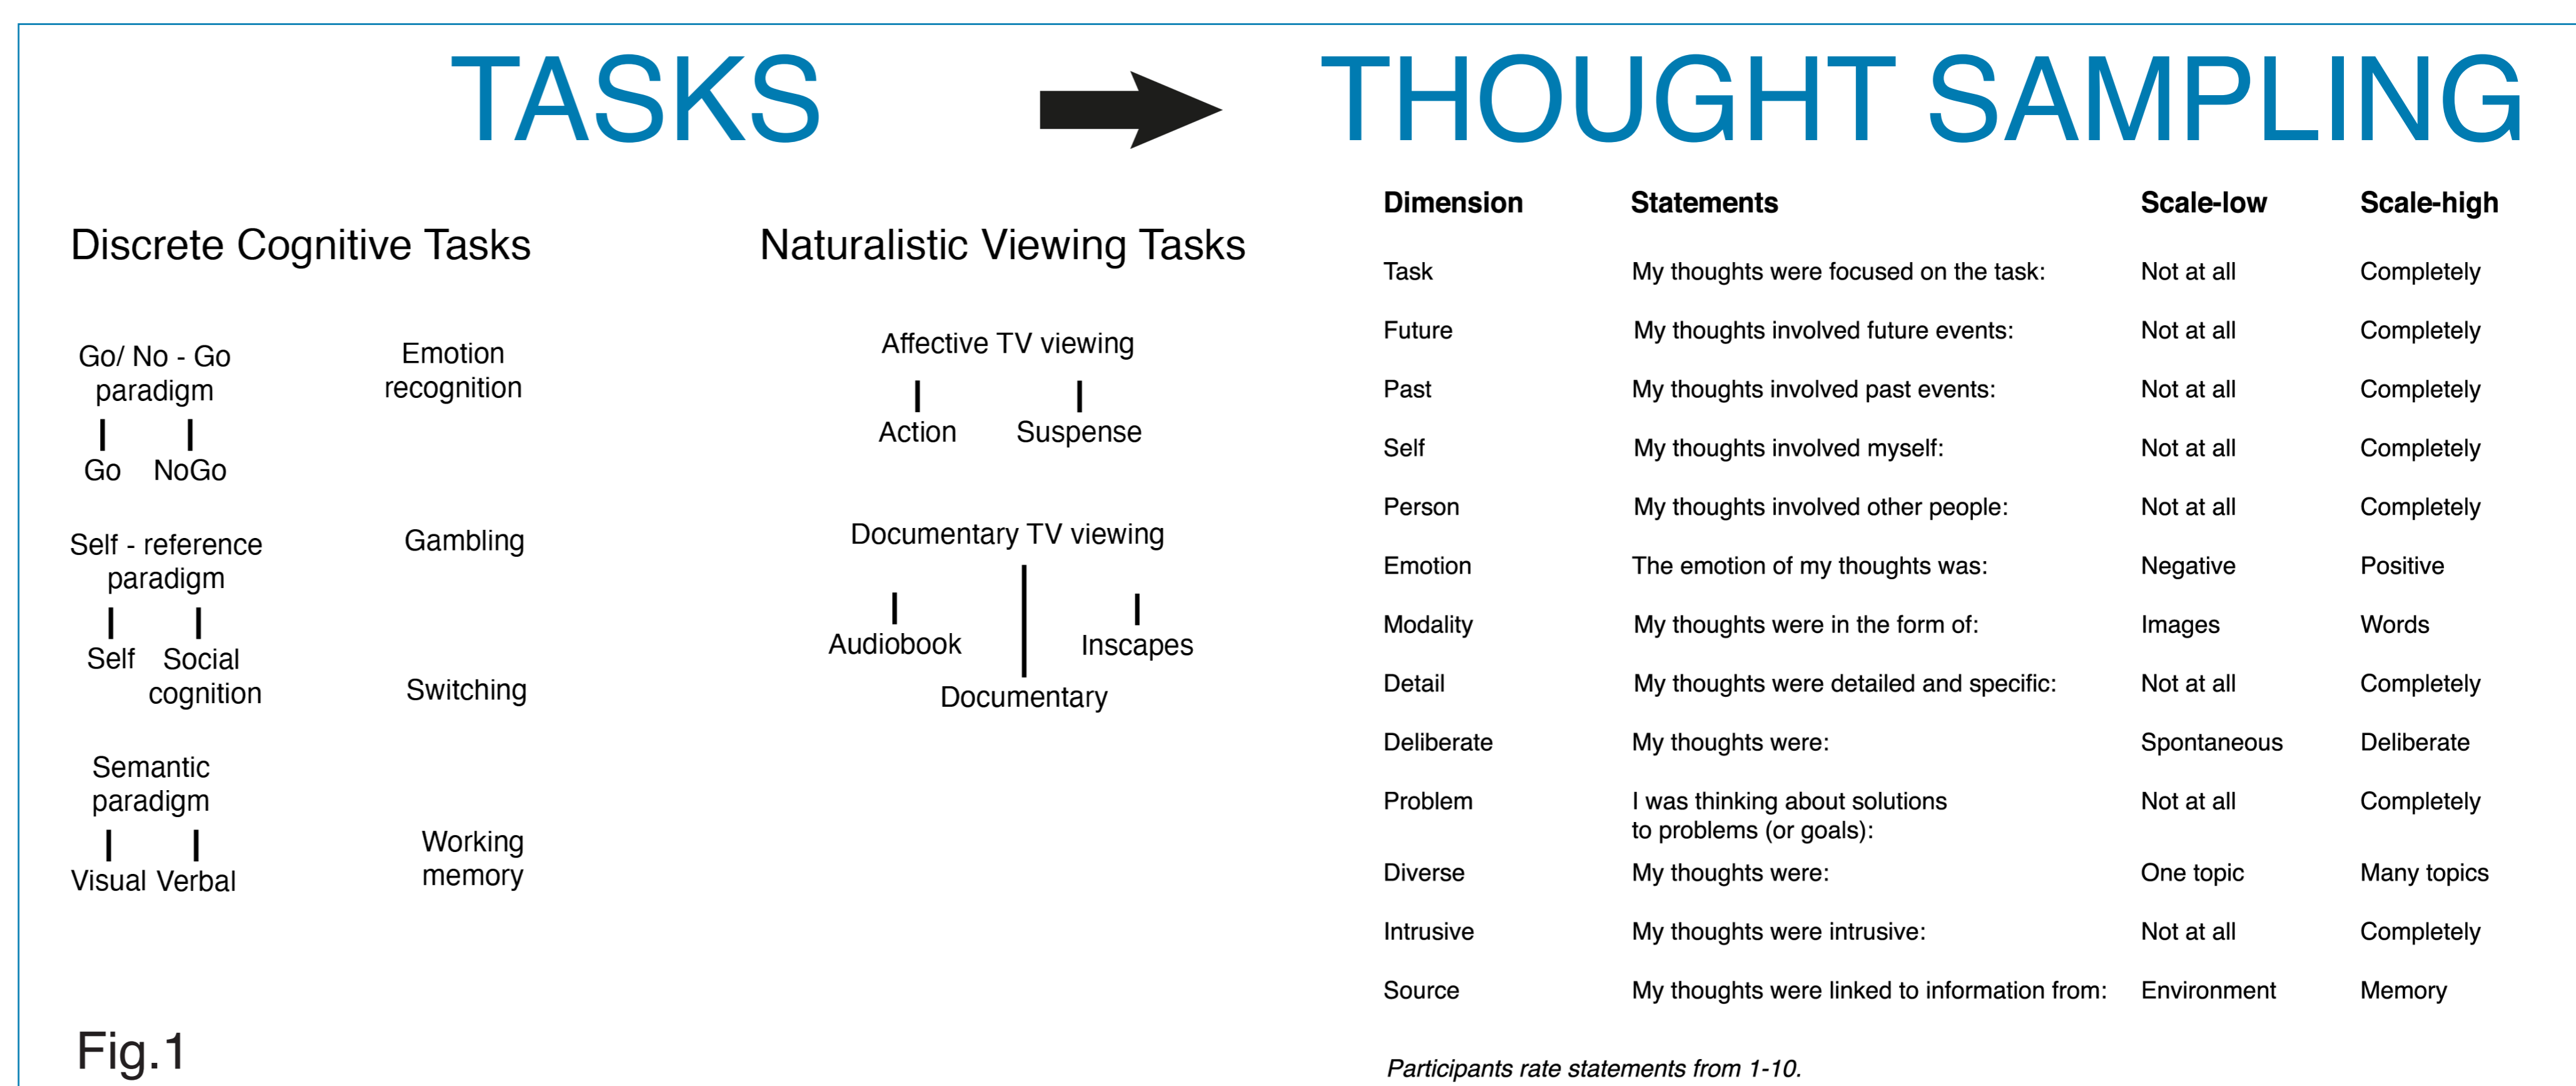 TASKS
THOUGHT SAMPLING
Discrete Cognitive Tasks
Go/ No - Go
paradigm
Go NoGo
Emotion
recognition
Self - reference
paradigm
Self Social
cognition
Gambling
Switching
Semantic
paradigm
Visual Verbal
Working
memory
Naturalistic Viewing Tasks
Affective TV viewing
Action Suspense
Documentary TV viewing
Audiobook Inscapes
Documentary
Dimension Statements Scale-low Scale-high
Task My thoughts were focused on the task: Not at all Completely
Future My thoughts involved future events: Not at all Completely
Past My thoughts involved past events: Not at all Completely
Self My thoughts involved myself: Not at all Completely
Person My thoughts involved other people: Not at all Completely
Emotion The emotion of my thoughts was: Negative Positive
Modality My thoughts were in the form of: Images Words
Detail My thoughts were detailed and specific: Not at all Completely
Deliberate My thoughts were: Spontaneous Deliberate
Problem I was thinking about solutions Not at all Completely
to problems (or goals):
Diverse My thoughts were: One topic Many topics
Intrusive My thoughts were intrusive: Not at all Completely
Source My thoughts were linked to information from: Environment Memory
Participants rate statements from 1-10.
Fig.1